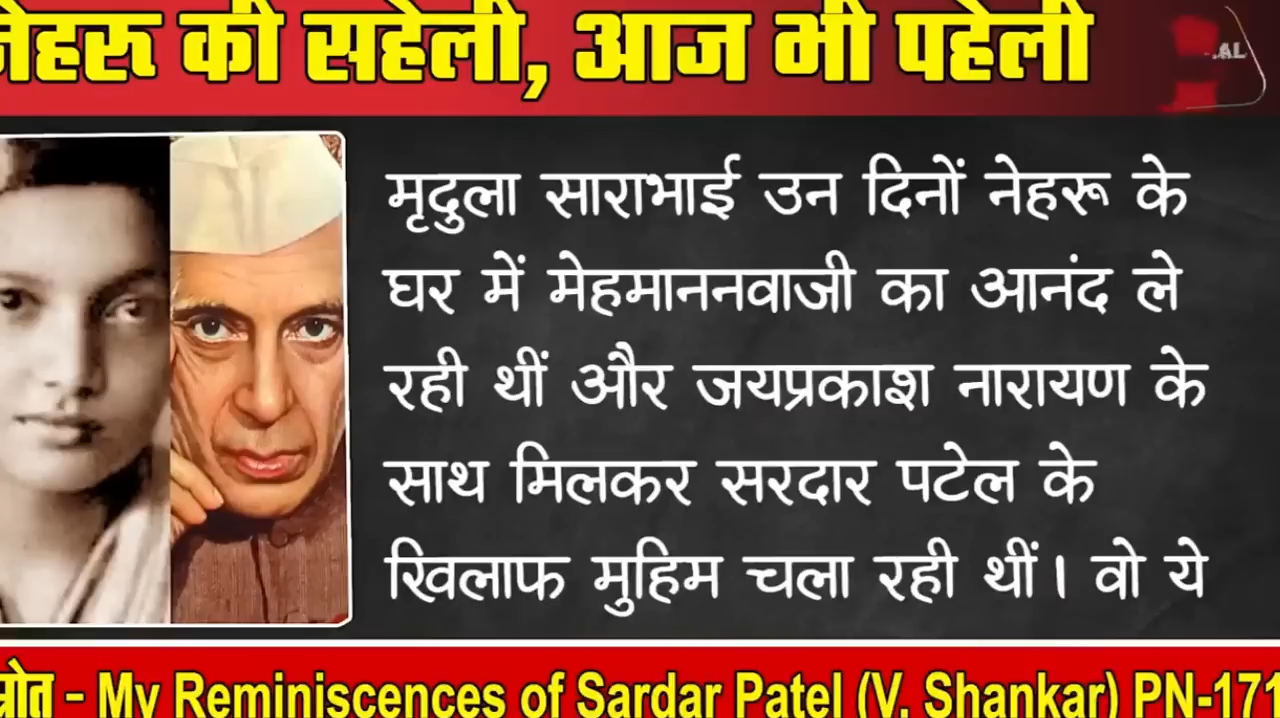 नेहरू की सहेली, आज भी पहेली
.AL
मृदुला साराभाई उन दिनों नेहरू के
घर में मेहमाननवाजी का आनंद ले
रही थीं और जयप्रकाश नारायण के
साथ मिलकर सरदार पटेल के
खिलाफ मुहिम चला रही थीं। वो ये
स्रोत - My Reminiscences of Sardar Patel (V. Shankar) PN-171